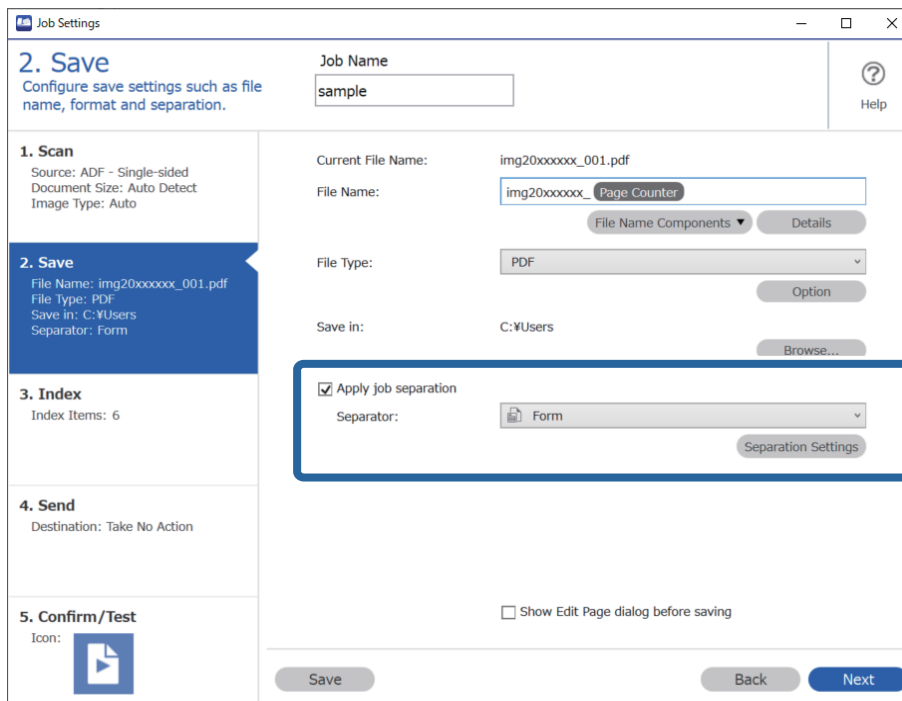 Job Settings
2. Save
Configure save settings such as file
name, format and separation.
Job Name
sample
Help
1. Scan
Source: ADF - Single-sided
Document Size: Auto Detect
Image Type: Auto
2. Save
File Name: img20xxxxxx_001.pdf
File Type: PDF
Save in: C:¥Users
Separator: Form
3. Index
Index Items: 6
4. Send
Destination: Take No Action
5. Confirm/Test
Icon:
Current File Name: img20xxxxxx_001.pdf
File Name: img20xxxxxx_ Page Counter
File Name Components ▼ Details
File Type: PDF
Option
Save in: C:¥Users
Browse...
Apply job separation
Separator: Form
Separation Settings
Show Edit Page dialog before saving
Save Back Next